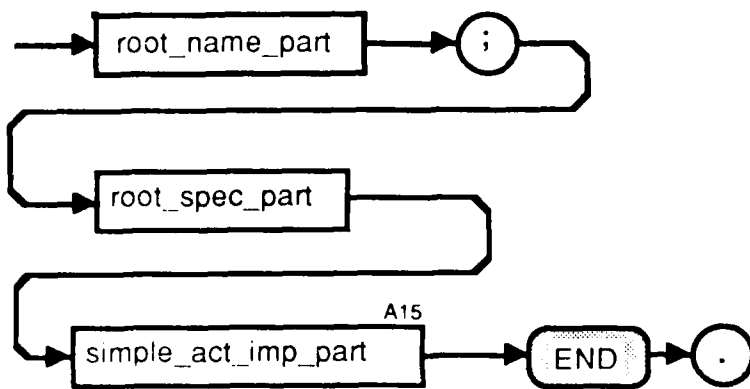 root_name_part ;
root_spec_part
A15
simple_act_imp_part END .